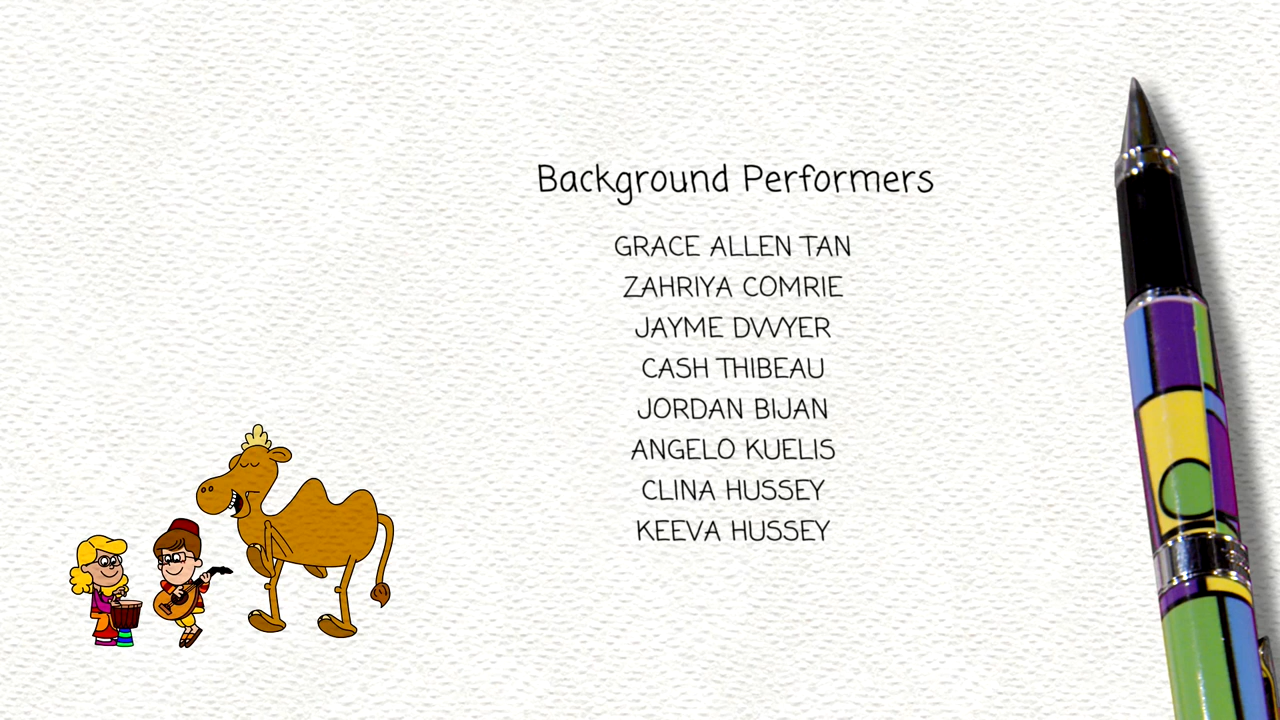 Background Performers
GRACE ALLEN TAN
ZAHRIYA COMRIE
JAYME DWYER
CASH THIBEAU
JORDAN BIJAN
ANGELO KUELIS
CLINA HUSSEY
KEEVA HUSSEY